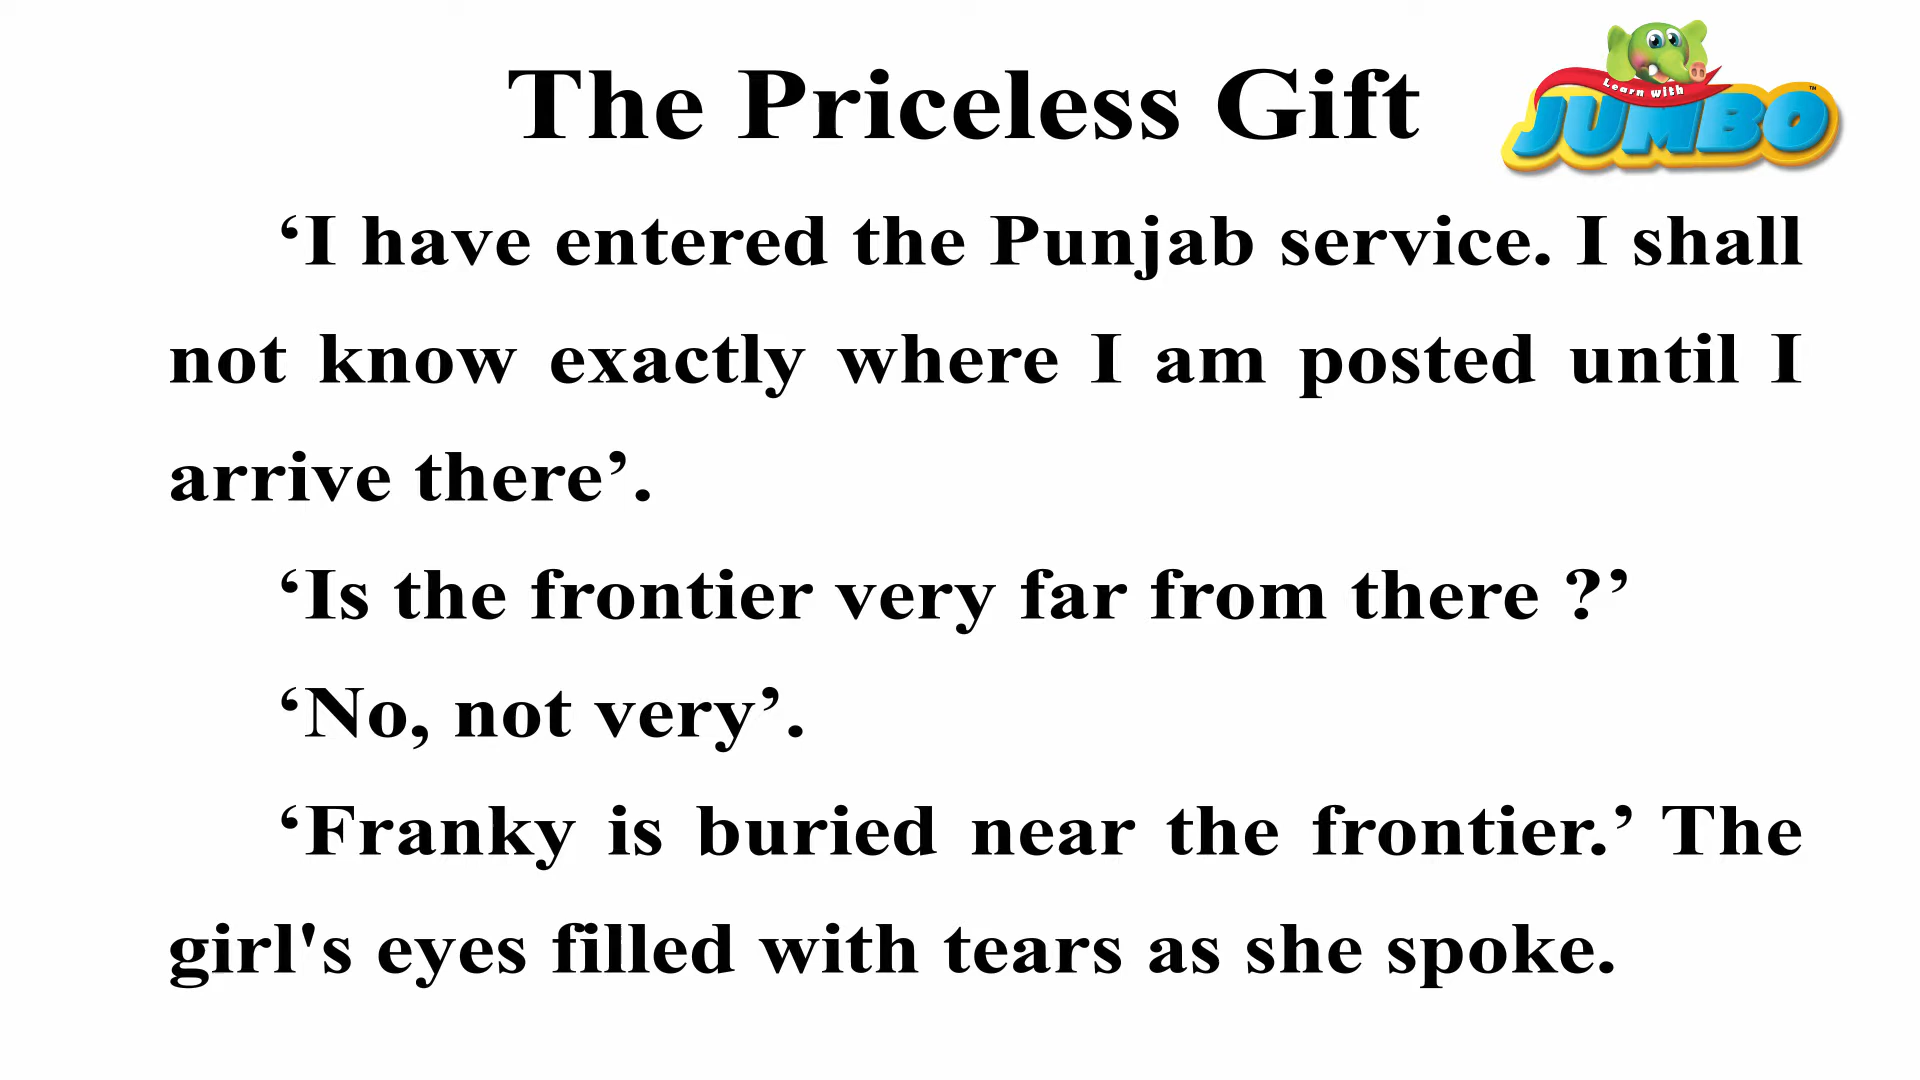 The Priceless Gift
Learn with
JUMBO™
‘I have entered the Punjab service. I shall
not know exactly where I am posted until I
arrive there’.
‘Is the frontier very far from there ?’
‘No, not very’.
‘Franky is buried near the frontier.’ The
girl's eyes filled with tears as she spoke.